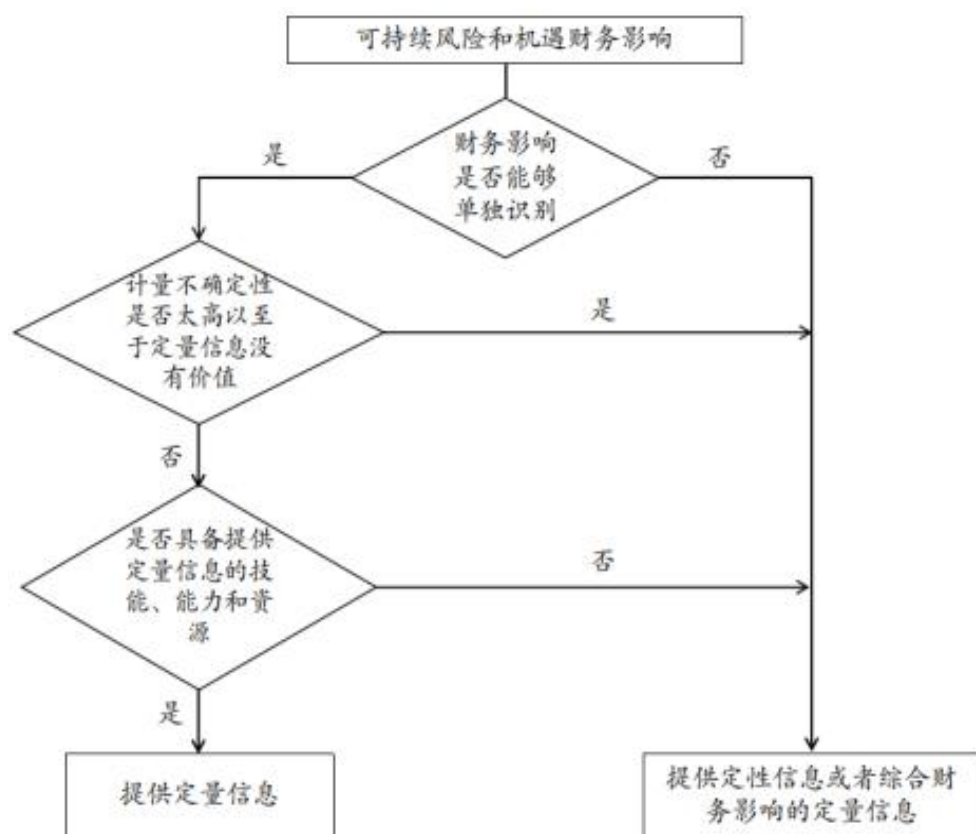 可持续风险和机遇财务影响
财务影响
是否能够
单独识别
是
否
计量不确定性
是否太高以至
于定量信息没
有价值
是
否
是否具备提供
定量信息的技
能、能力和资
源
否
是
提供定量信息
提供定性信息或者综合财
务影响的定量信息